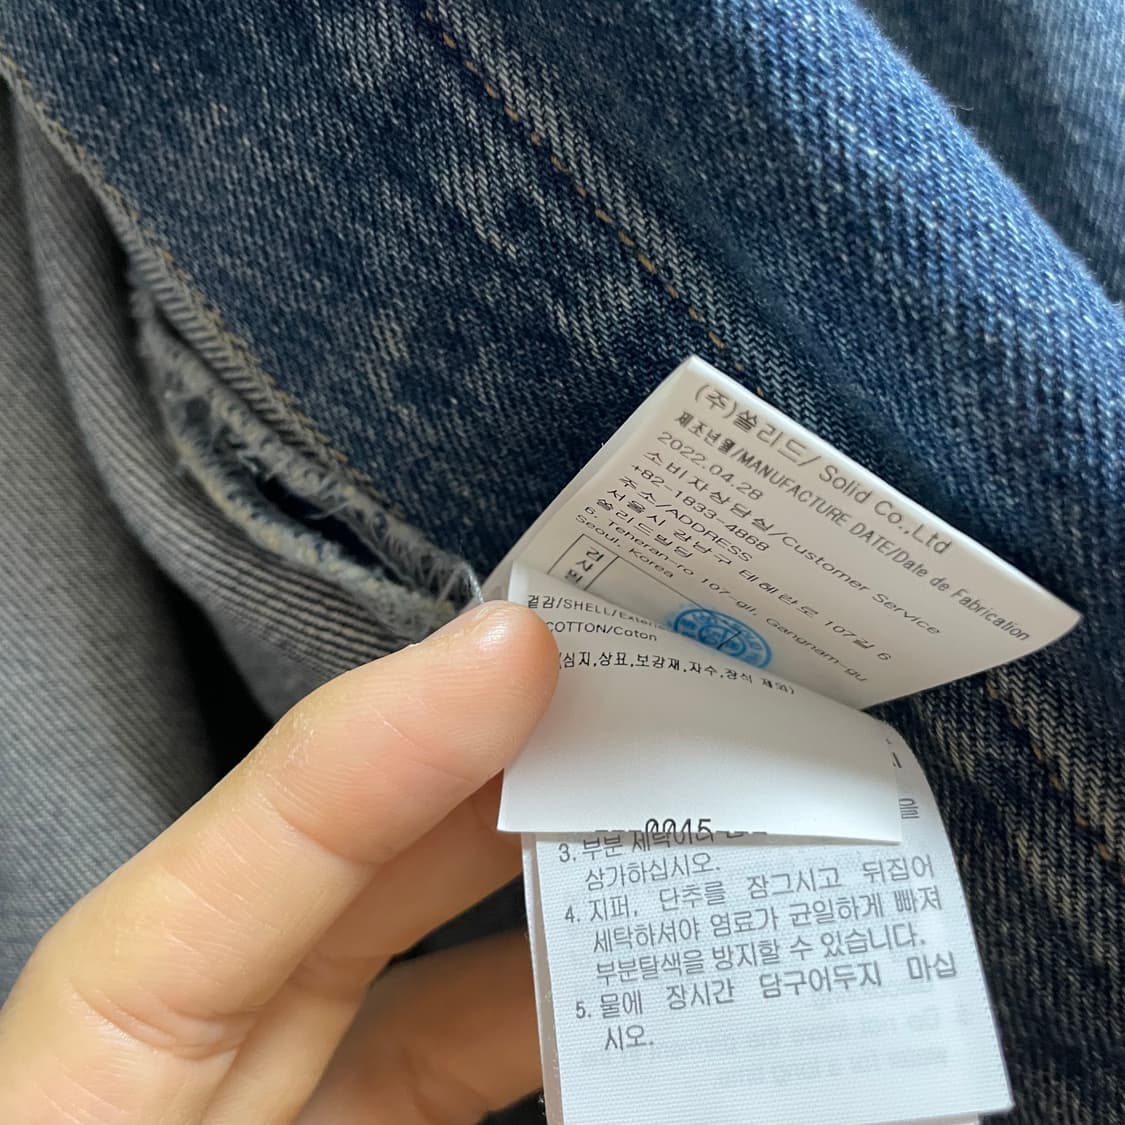 (주)쏠리드/ Solid Co.,Ltd
제조년월/MANUFACTURE DATE/Date de Fabrication
2022.04.28
소비자상담실/Customer Service
+82-1833-4868
주소/ADDRESS
서울시 강남구 테헤란로 107길 6
쏠리드빌딩
6, Teheran-ro 107-gil, Gangnam-gu
Seoul, Korea
겉감/SHELL/
COTTON/Coton
(심지,상표,보강재,자수,장식 제외)
0015
3. 부분 세탁
삼가하십시오.
4. 지퍼, 단추를 잠그시고 뒤집어
세탁하셔야 염료가 균일하게 빠져
부분탈색을 방지할 수 있습니다.
5. 물에 장시간 담구어두지 마십
시오.